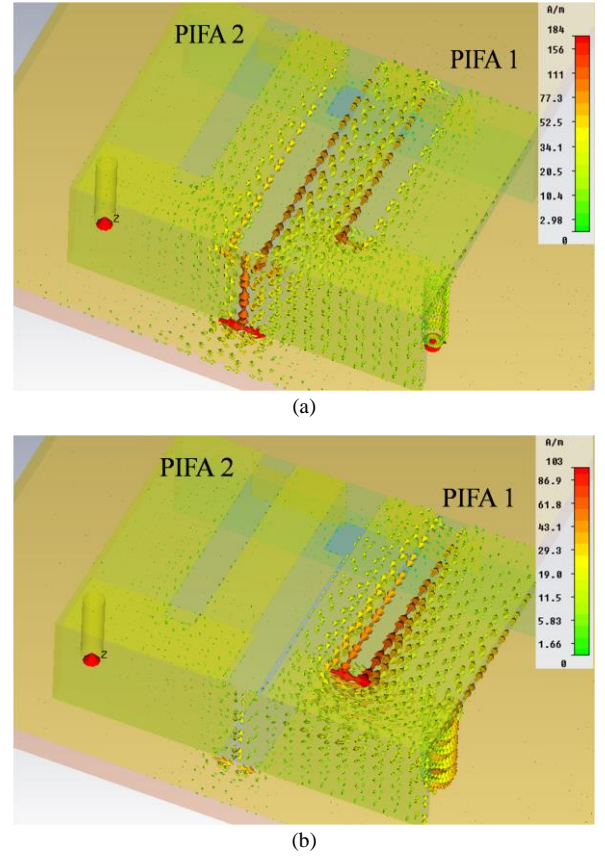 A/m
184
156
111
77.3
52.5
34.1
20.5
10.4
2.98
0
PIFA 2
PIFA 1
z
(a)
A/m
103
86.9
61.8
43.1
29.3
19.0
11.5
5.83
1.66
0
PIFA 2
PIFA 1
z
(b)